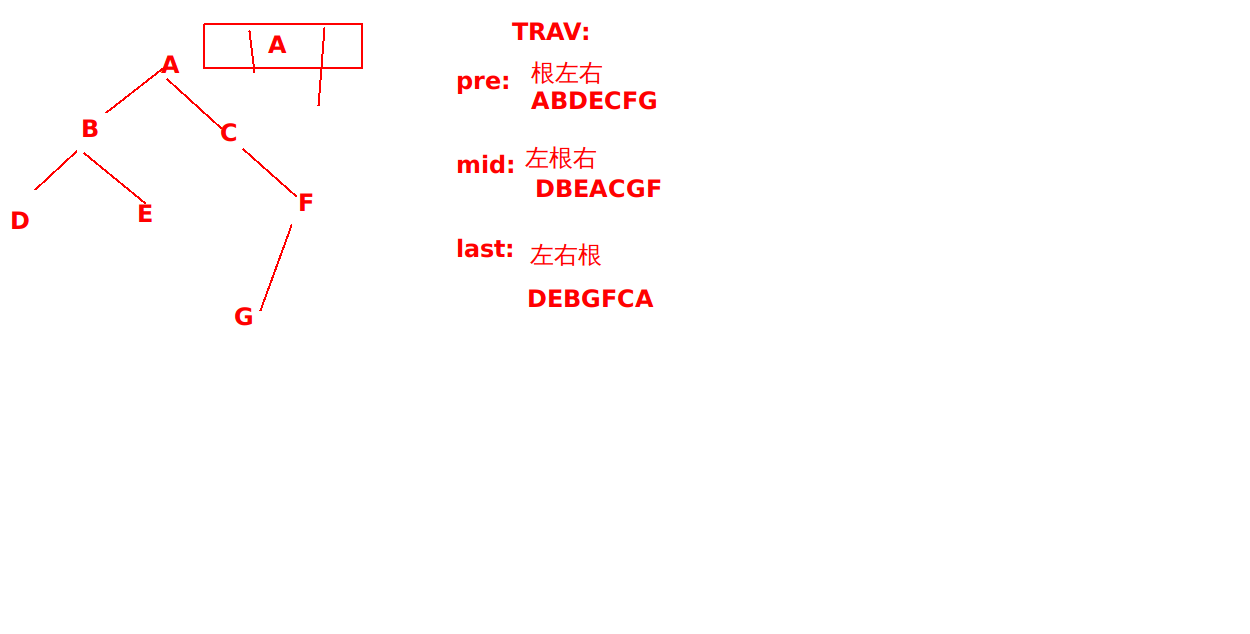 A
A
B
C
D
E
F
G
TRAV:
pre: 根左右
ABDECFG
mid: 左根右
DBEACGF
last: 左右根
DEBGFCA